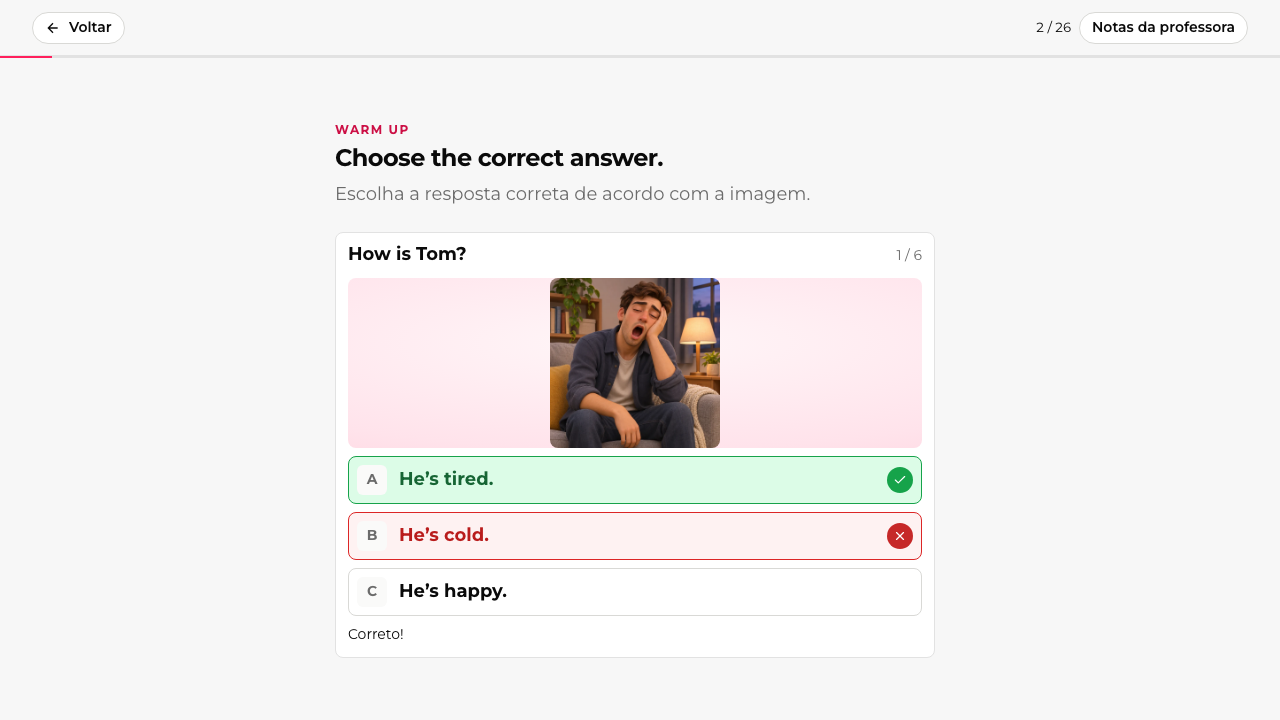 Voltar
2 / 26
Notas da professora
WARM UP
Choose the correct answer.
Escolha a resposta correta de acordo com a imagem.
How is Tom?
1 / 6
A
He’s tired.
B
He’s cold.
C
He’s happy.
Correto!